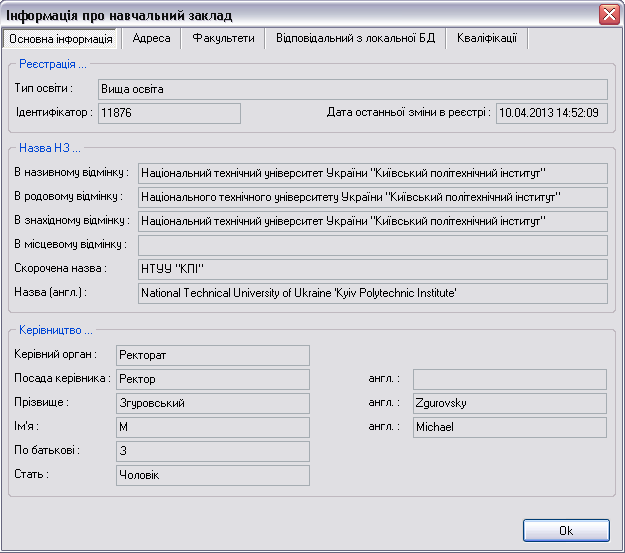 Інформація про навчальний заклад
Основна інформація Адреса Факультети Відповідальний з локальної БД Кваліфікації
Реєстрація ...
Тип освіти : Вища освіта
Ідентифікатор : 11876 Дата останньої зміни в реєстрі : 10.04.2013 14:52:09
Назва НЗ ...
В називному відмінку : Національний технічний університет України "Київський політехнічний інститут"
В родовому відмінку : Національного технічного університету України "Київський політехнічний інститут"
В знахідному відмінку : Національний технічний університет України "Київський політехнічний інститут"
В місцевому відмінку :
Скорочена назва : НТУУ "КПІ"
Назва (англ.) : National Technical University of Ukraine 'Kyiv Polytechnic Institute'
Керівництво ...
Керівний орган : Ректорат
Посада керівника : Ректор англ. :
Прізвище : Згуровський англ. : Zgurovsky
Ім'я : М англ. : Michael
По батькові : З
Стать : Чоловік
Ok